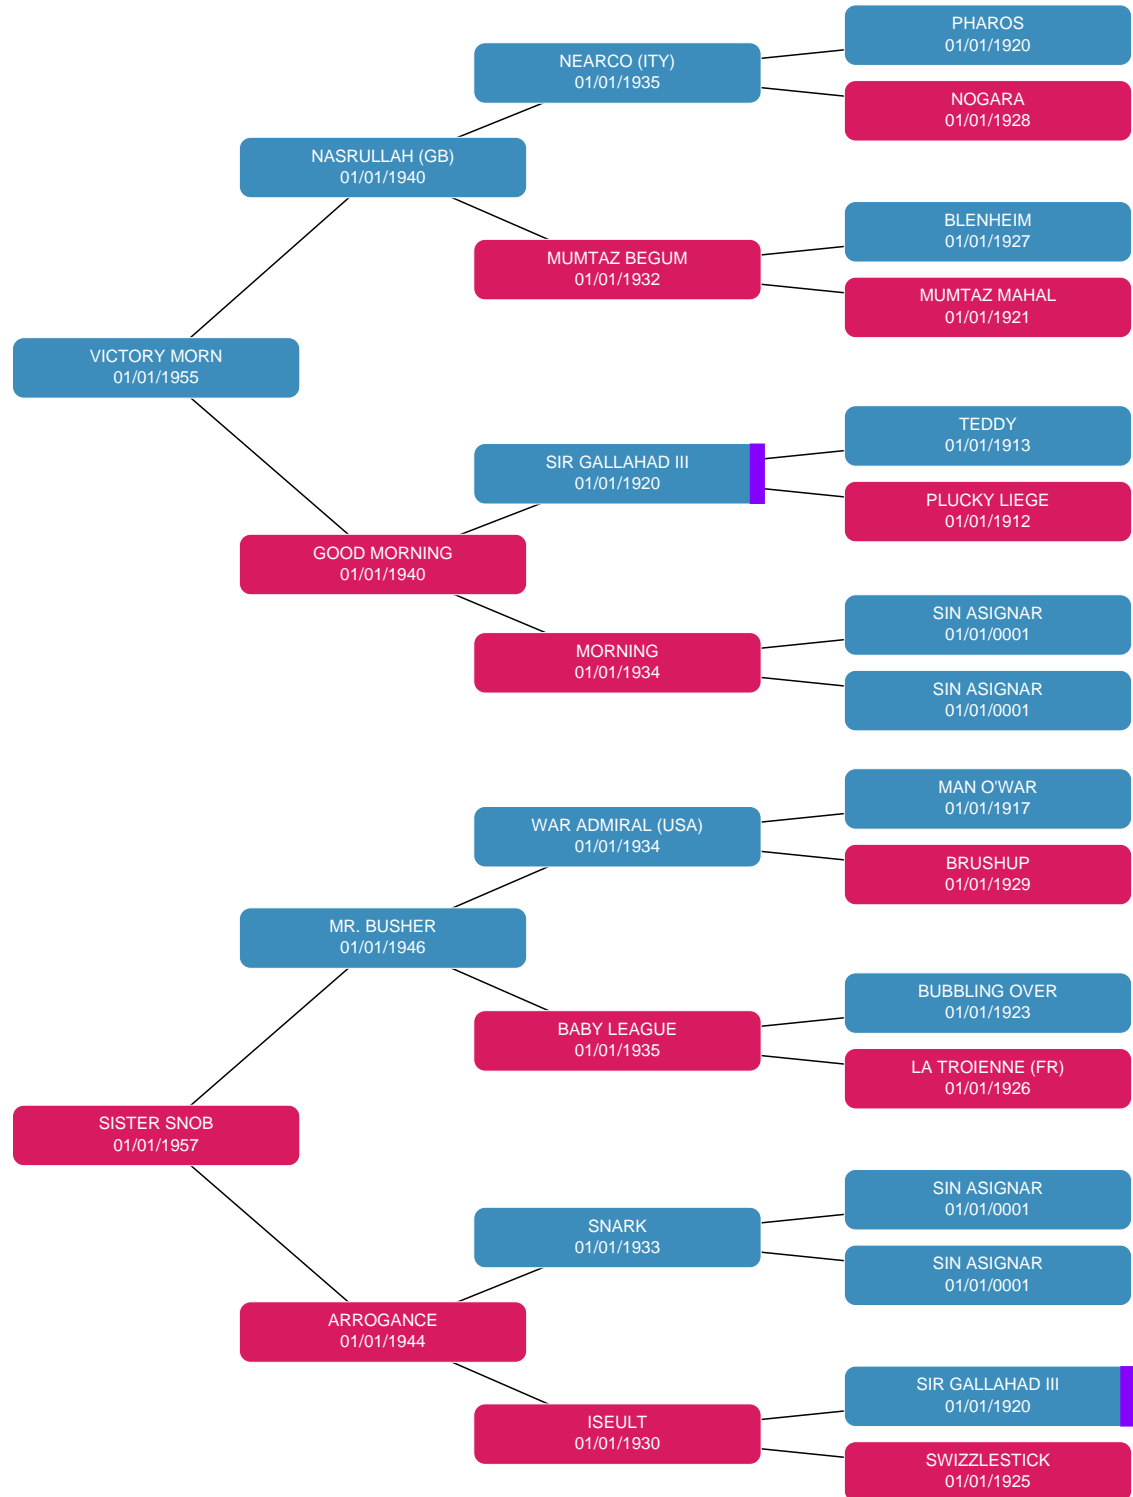 PHAROS
01/01/1920
NEARCO (ITY)
01/01/1935
NOGARA
01/01/1928
NASRULLAH (GB)
01/01/1940
BLENHEIM
01/01/1927
MUMTAZ BEGUM
01/01/1932
MUMTAZ MAHAL
01/01/1921
VICTORY MORN
01/01/1955
TEDDY
01/01/1913
SIR GALLAHAD III
01/01/1920
PLUCKY LIEGE
01/01/1912
GOOD MORNING
01/01/1940
SIN ASIGNAR
01/01/0001
MORNING
01/01/1934
SIN ASIGNAR
01/01/0001
MAN O'WAR
01/01/1917
WAR ADMIRAL (USA)
01/01/1934
BRUSHUP
01/01/1929
MR. BUSHER
01/01/1946
BUBBLING OVER
01/01/1923
BABY LEAGUE
01/01/1935
LA TROIENNE (FR)
01/01/1926
SISTER SNOB
01/01/1957
SIN ASIGNAR
01/01/0001
SNARK
01/01/1933
SIN ASIGNAR
01/01/0001
ARROGANCE
01/01/1944
SIR GALLAHAD III
01/01/1920
ISEULT
01/01/1930
SWIZZLESTICK
01/01/1925